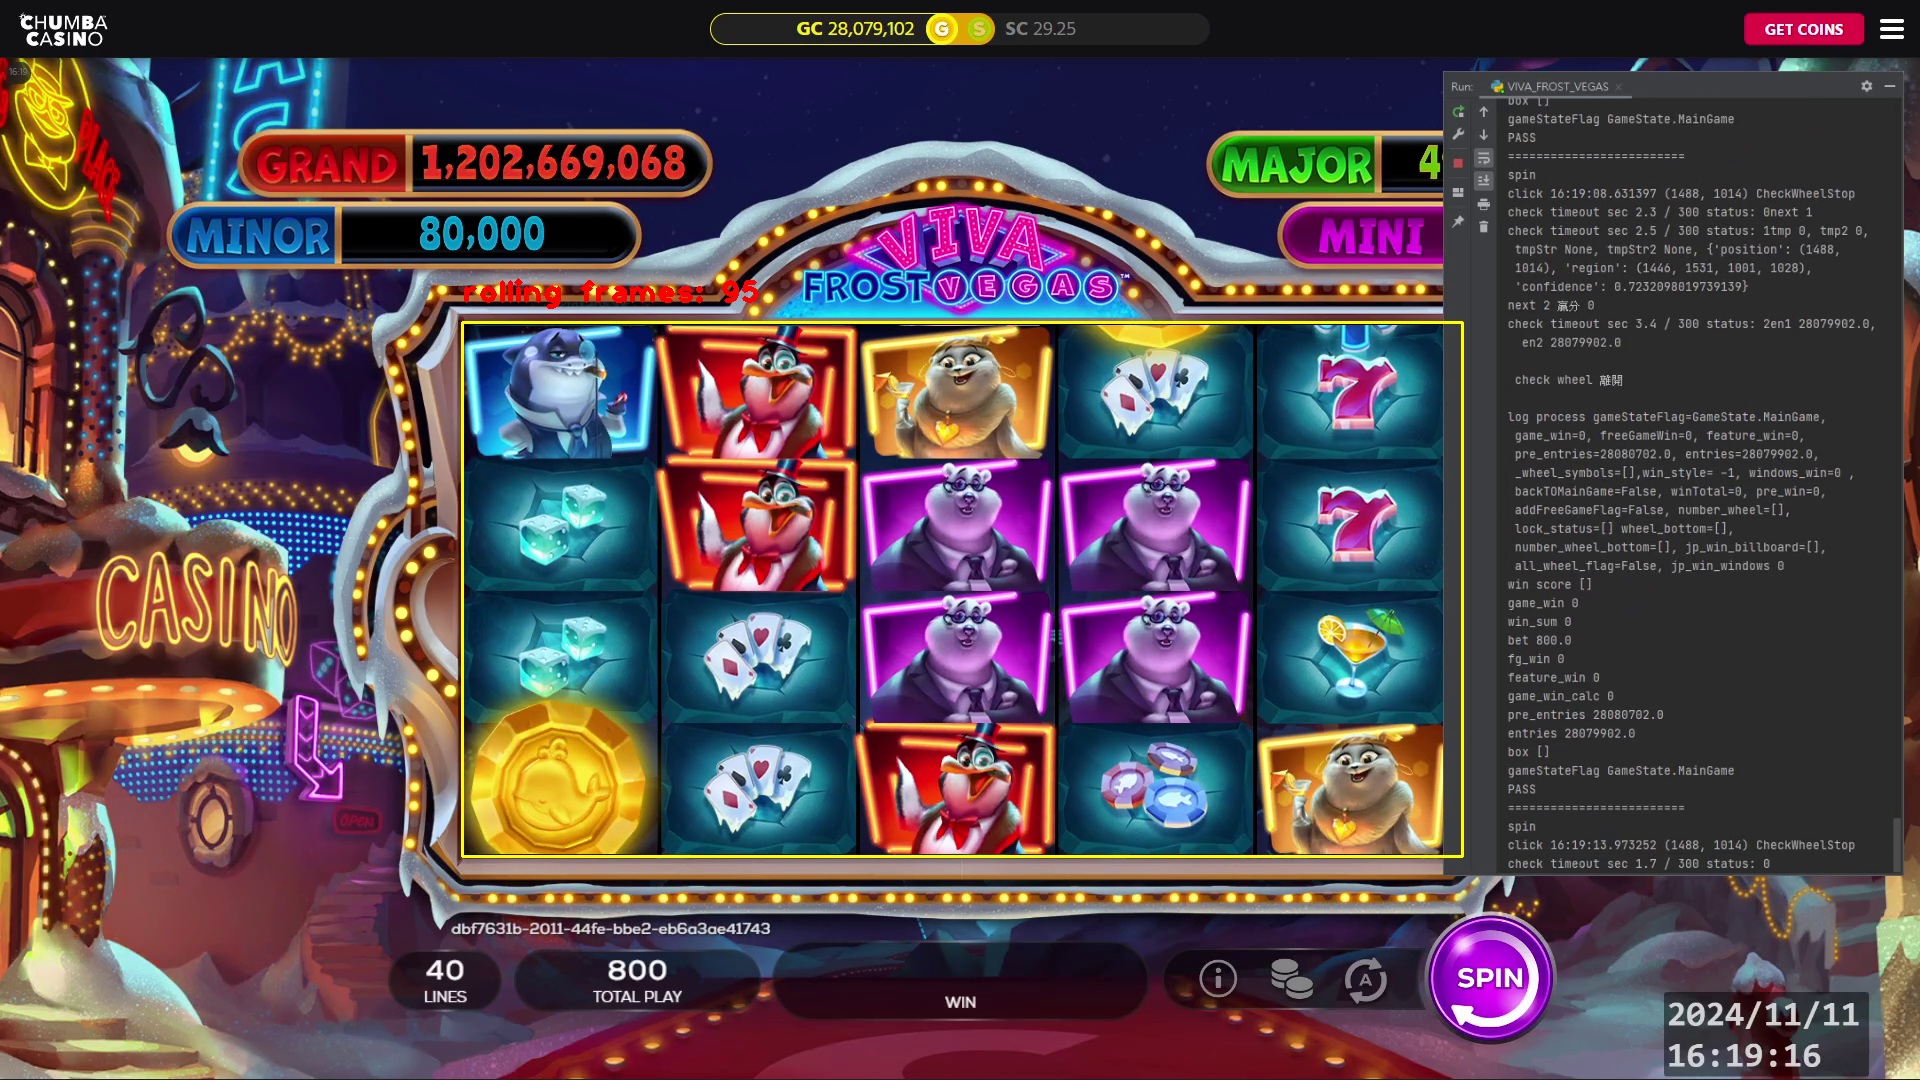 CHUMBA
CASINO
GC 28,079,102
G
S
SC 29.25
GET COINS
16:19
PLACE
GRAND 1,202,669,068
MAJOR 4
MINOR 80,000
MINI
VIVA
FROST VEGAS™
rolling frames: 95
CASINO
OPEN
Run: VIVA_FROST_VEGAS
box []
gameStateFlag GameState.MainGame
PASS
=========================
spin
click 16:19:08.631397 (1488, 1014) CheckWheelStop
check timeout sec 2.3 / 300 status: 0next 1
check timeout sec 2.5 / 300 status: 1tmp 0, tmp2 0,
tmpStr None, tmpStr2 None, {'position': (1488,
1014), 'region': (1446, 1531, 1001, 1028),
'confidence': 0.7232098019739139}
next 2 贏分 0
check timeout sec 3.4 / 300 status: 2en1 28079902.0,
en2 28079902.0
check wheel 離開
log process gameStateFlag=GameState.MainGame,
game_win=0, freeGameWin=0, feature_win=0,
pre_entries=28080702.0, entries=28079902.0,
_wheel_symbols=[],win_style= -1, windows_win=0 ,
backTOMainGame=False, winTotal=0, pre_win=0,
addFreeGameFlag=False, number_wheel=[],
lock_status=[] wheel_bottom=[],
number_wheel_bottom=[], jp_win_billboard=[],
all_wheel_flag=False, jp_win_windows 0
win score []
game_win 0
win_sum 0
bet 800.0
fg_win 0
feature_win 0
game_win_calc 0
pre_entries 28080702.0
entries 28079902.0
box []
gameStateFlag GameState.MainGame
PASS
=========================
spin
click 16:19:13.973252 (1488, 1014) CheckWheelStop
check timeout sec 1.7 / 300 status: 0
dbf7631b-2011-44fe-bbe2-eb6a3ae41743
40
LINES
800
TOTAL PLAY
WIN
A
SPIN
2024/11/11
16:19:16